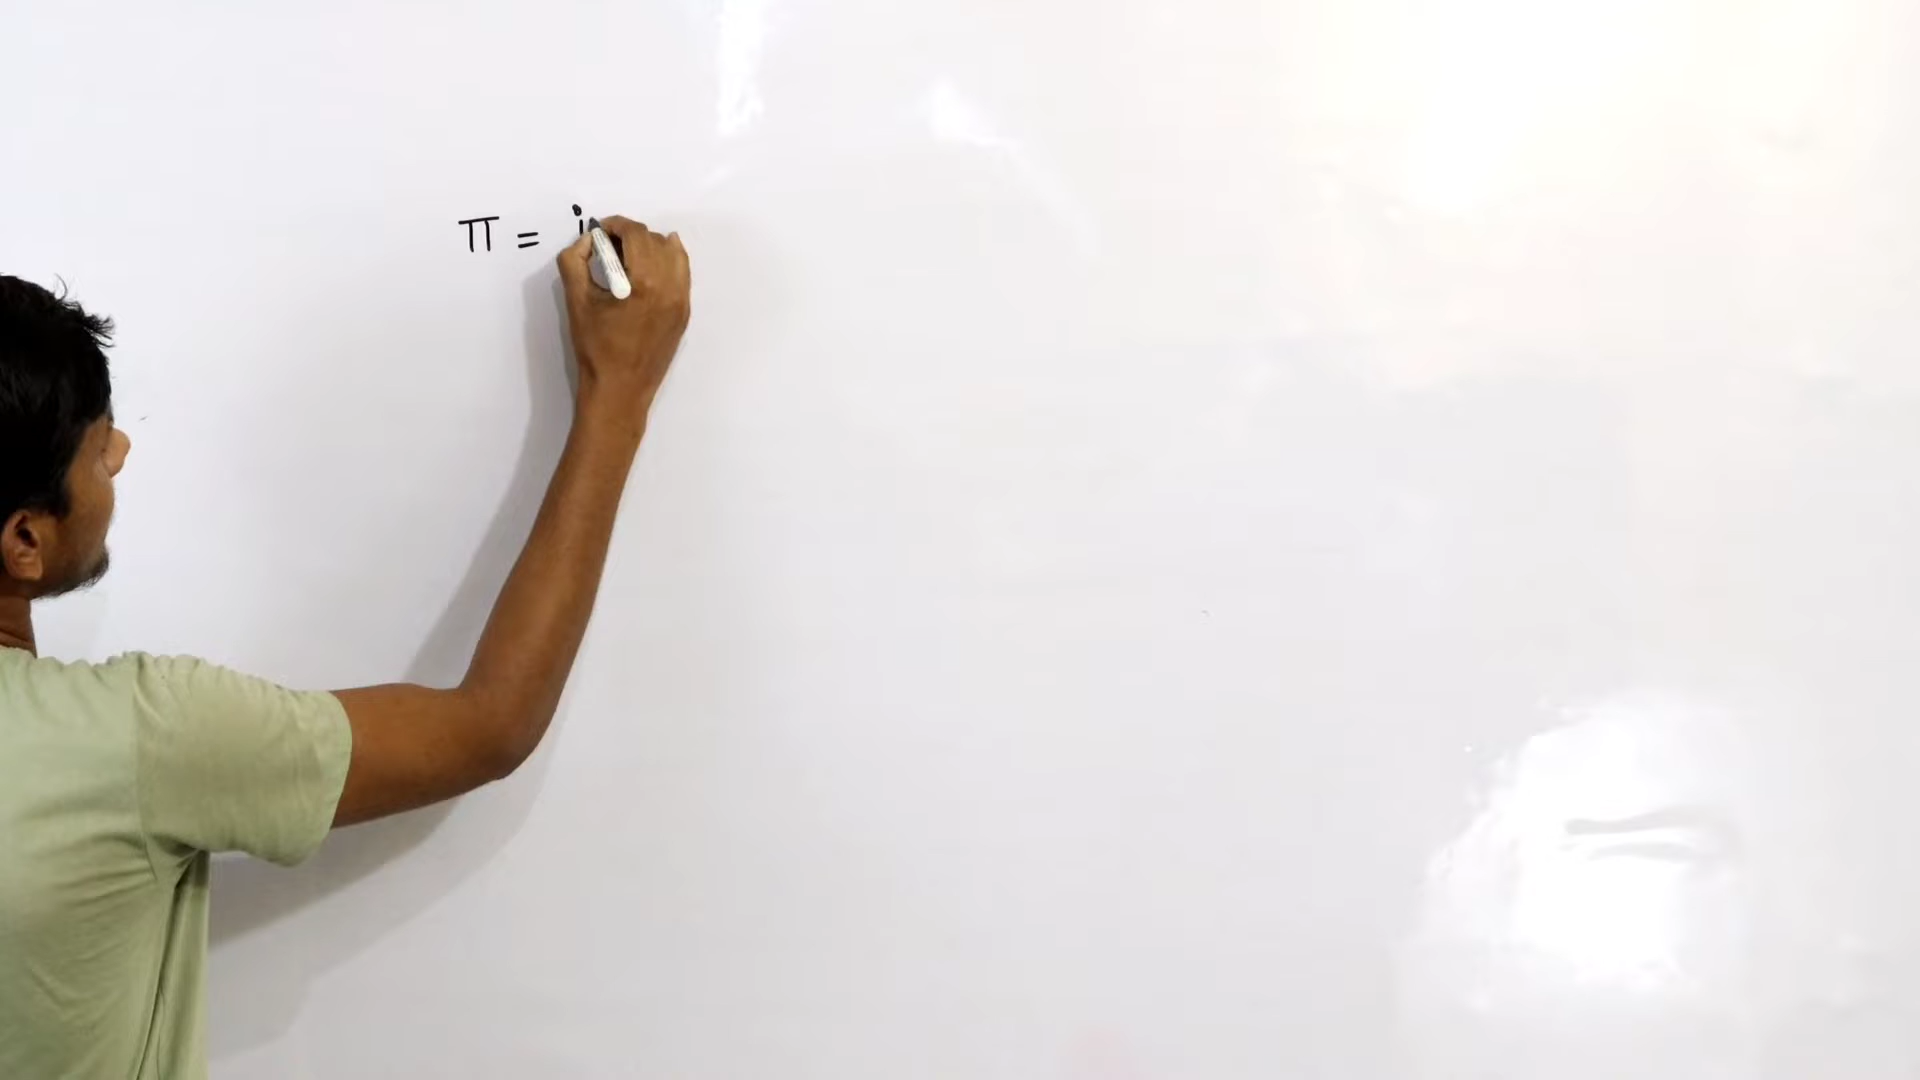 π = i